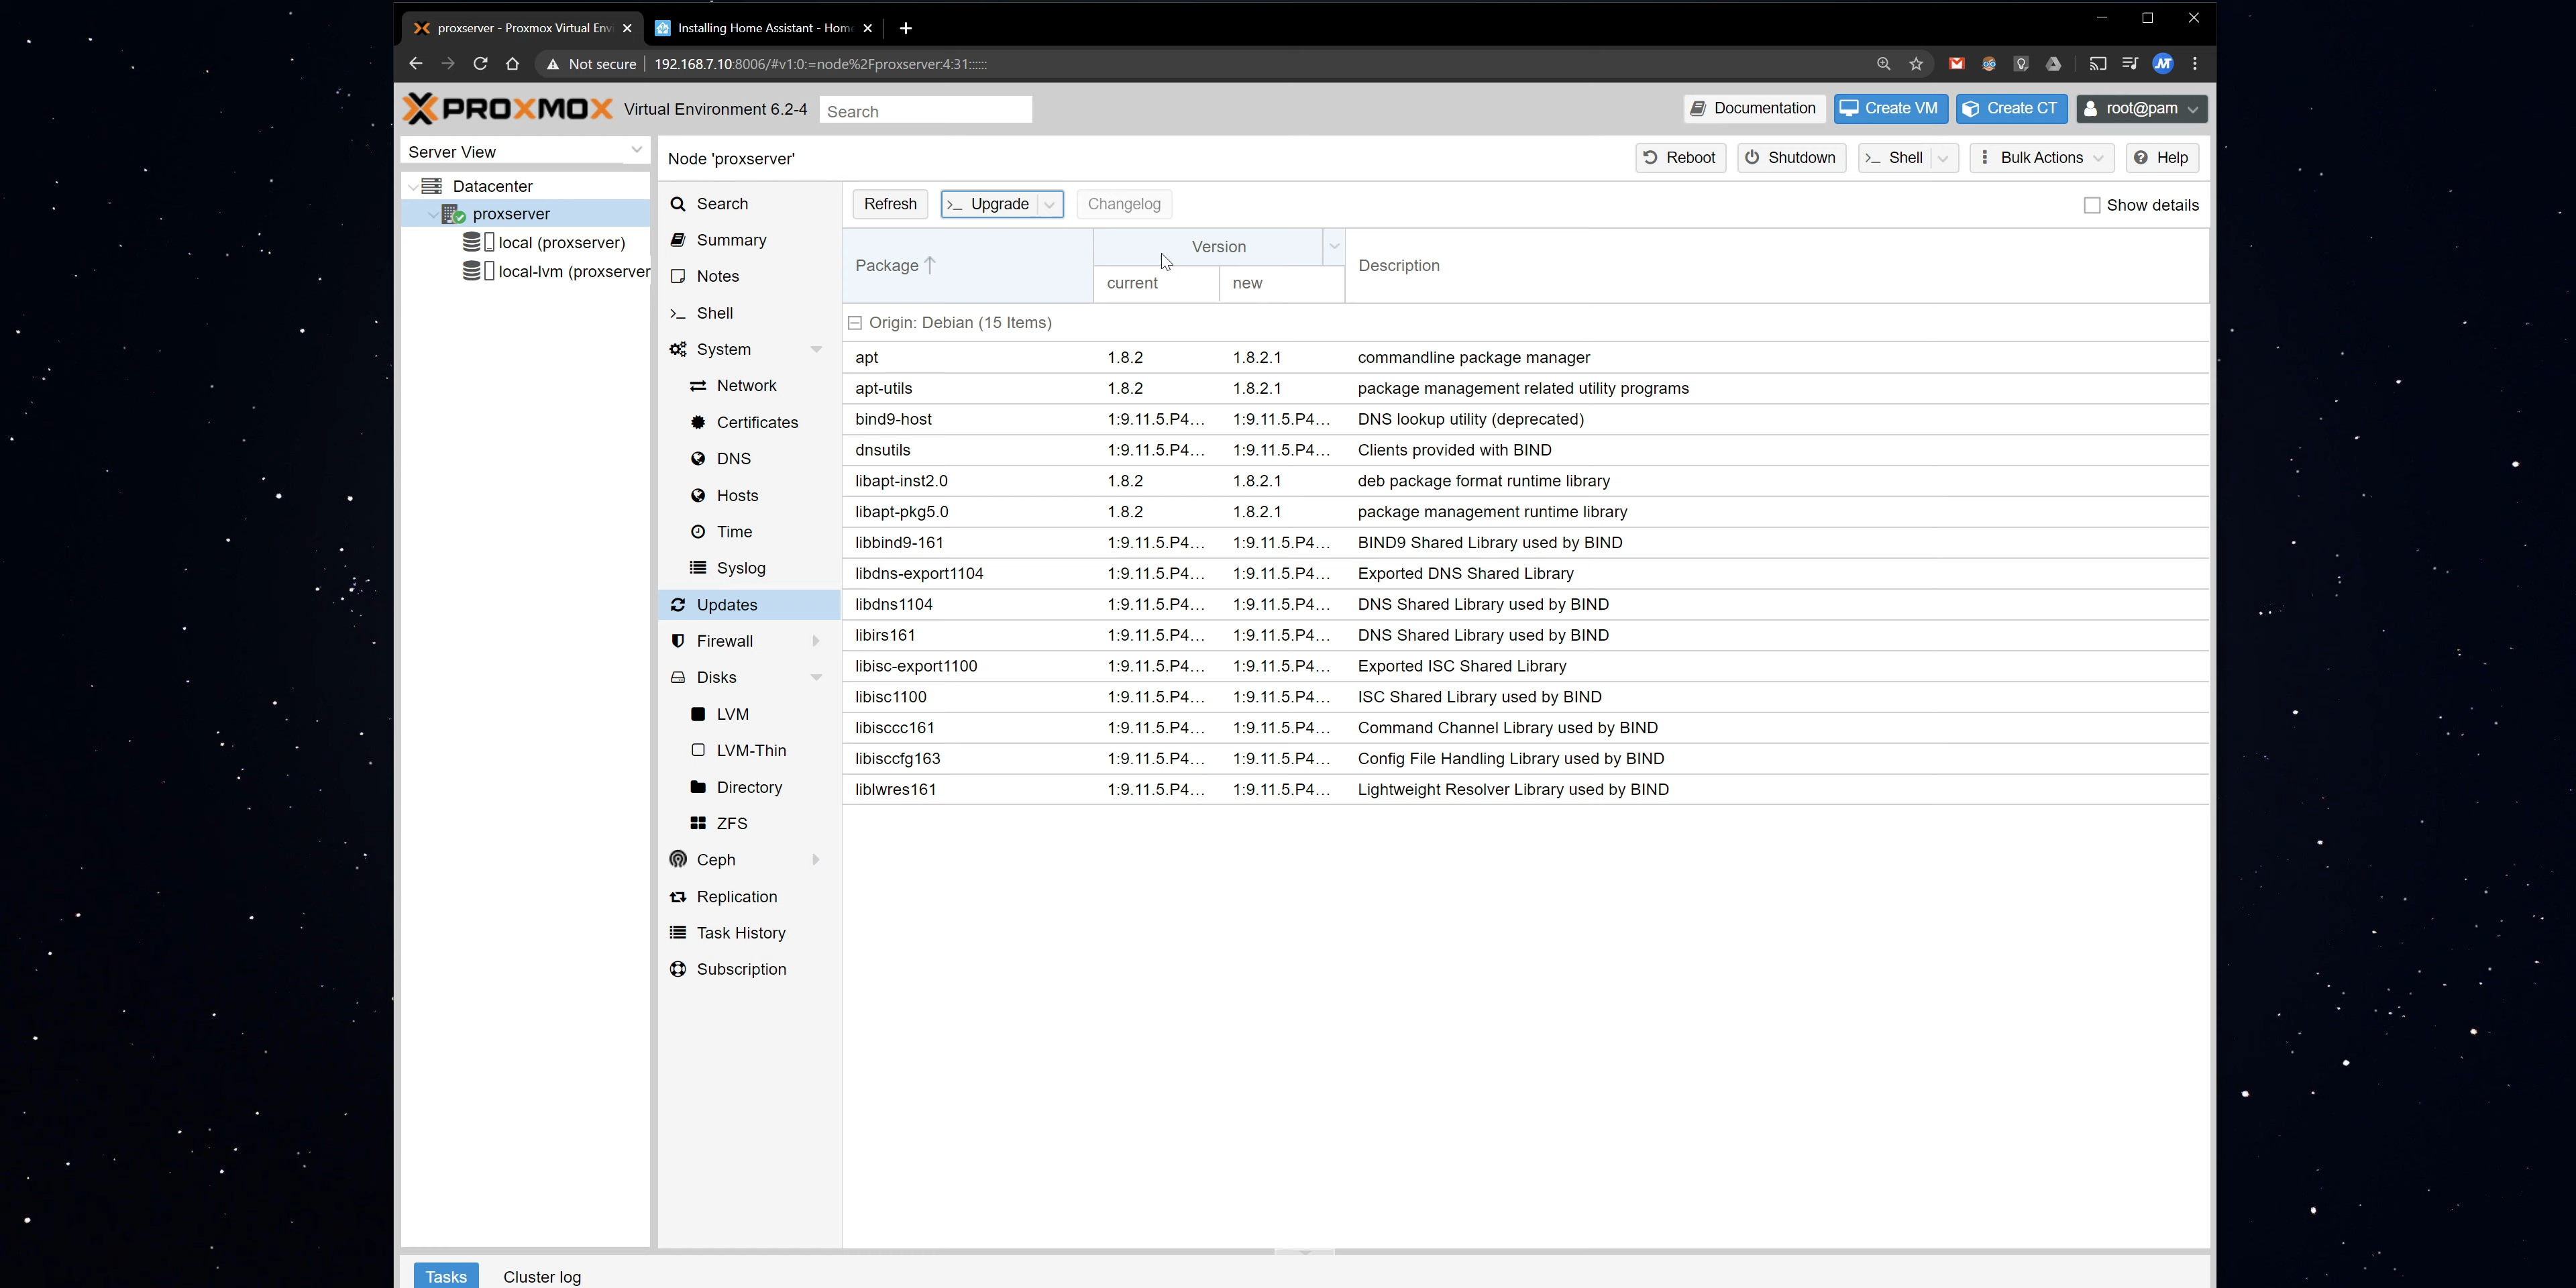 proxserver - Proxmox Virtual Envi
Installing Home Assistant - Home
Not secure 192.168.7.10:8006/#v1:0:=node%2Fproxserver:4:31::::::
PROXMOX Virtual Environment 6.2-4 Search Documentation Create VM Create CT root@pam
Server View
Datacenter
proxserver
local (proxserver)
local-lvm (proxserver
Node 'proxserver' Reboot Shutdown >_ Shell Bulk Actions Help
Search
Summary
Notes
>_ Shell
System
Network
Certificates
DNS
Hosts
Time
Syslog
Updates
Firewall
Disks
LVM
LVM-Thin
Directory
ZFS
Ceph
Replication
Task History
Subscription
Refresh >_ Upgrade Changelog Show details
Package Version Description
current new
Origin: Debian (15 Items)
apt 1.8.2 1.8.2.1 commandline package manager
apt-utils 1.8.2 1.8.2.1 package management related utility programs
bind9-host 1:9.11.5.P4... 1:9.11.5.P4... DNS lookup utility (deprecated)
dnsutils 1:9.11.5.P4... 1:9.11.5.P4... Clients provided with BIND
libapt-inst2.0 1.8.2 1.8.2.1 deb package format runtime library
libapt-pkg5.0 1.8.2 1.8.2.1 package management runtime library
libbind9-161 1:9.11.5.P4... 1:9.11.5.P4... BIND9 Shared Library used by BIND
libdns-export1104 1:9.11.5.P4... 1:9.11.5.P4... Exported DNS Shared Library
libdns1104 1:9.11.5.P4... 1:9.11.5.P4... DNS Shared Library used by BIND
libirs161 1:9.11.5.P4... 1:9.11.5.P4... DNS Shared Library used by BIND
libisc-export1100 1:9.11.5.P4... 1:9.11.5.P4... Exported ISC Shared Library
libisc1100 1:9.11.5.P4... 1:9.11.5.P4... ISC Shared Library used by BIND
libisccc161 1:9.11.5.P4... 1:9.11.5.P4... Command Channel Library used by BIND
libisccfg163 1:9.11.5.P4... 1:9.11.5.P4... Config File Handling Library used by BIND
liblwres161 1:9.11.5.P4... 1:9.11.5.P4... Lightweight Resolver Library used by BIND
Tasks Cluster log